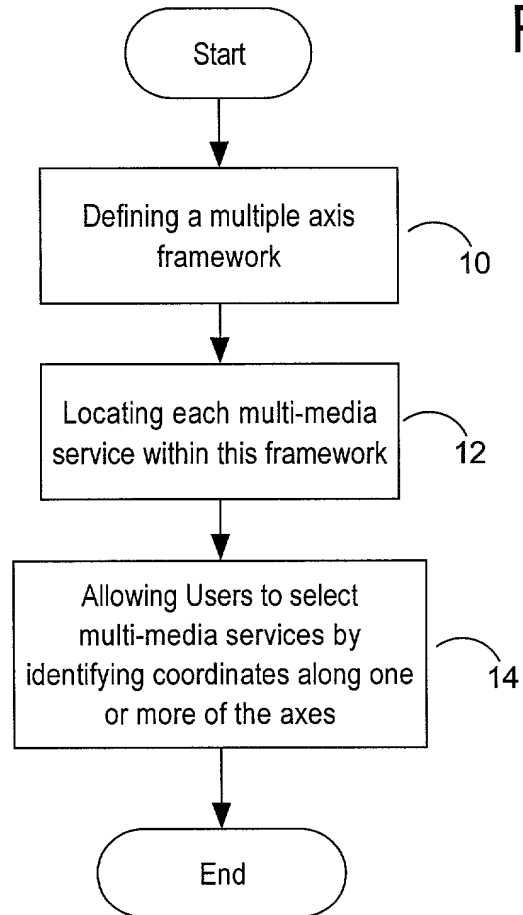 Start
Defining a multiple axis
framework
10
Locating each multi-media
service within this framework
12
Allowing Users to select
multi-media services by
identifying coordinates along one
or more of the axes
14
End